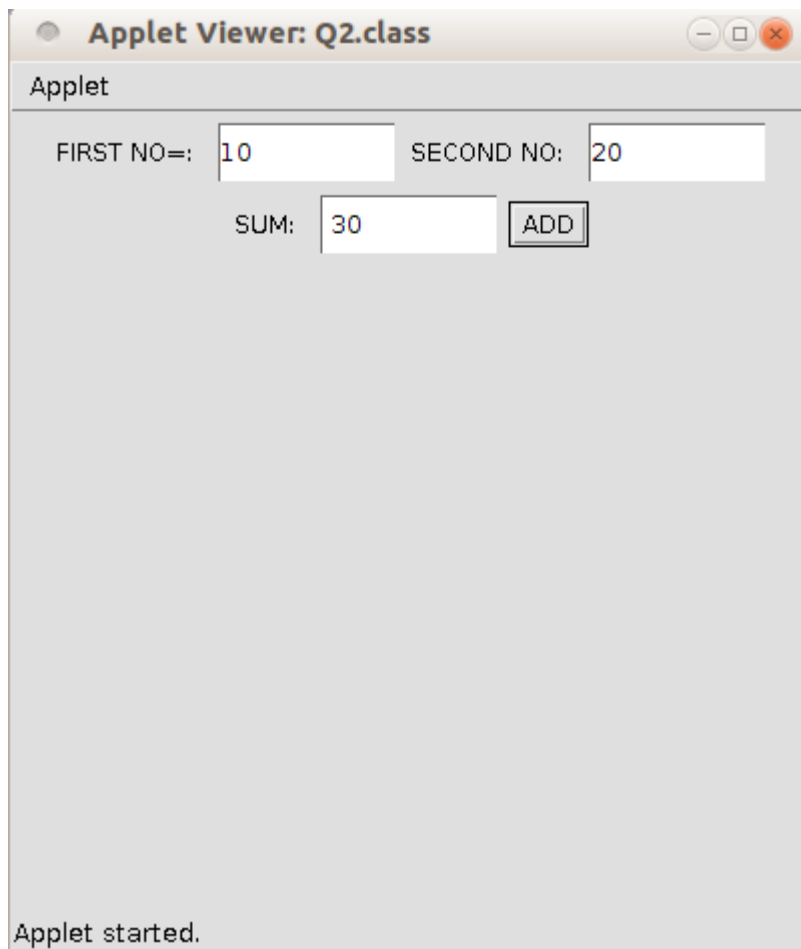 Applet Viewer: Q2.class
Applet
FIRST NO=: 10 SECOND NO: 20
SUM: 30 ADD
Applet started.